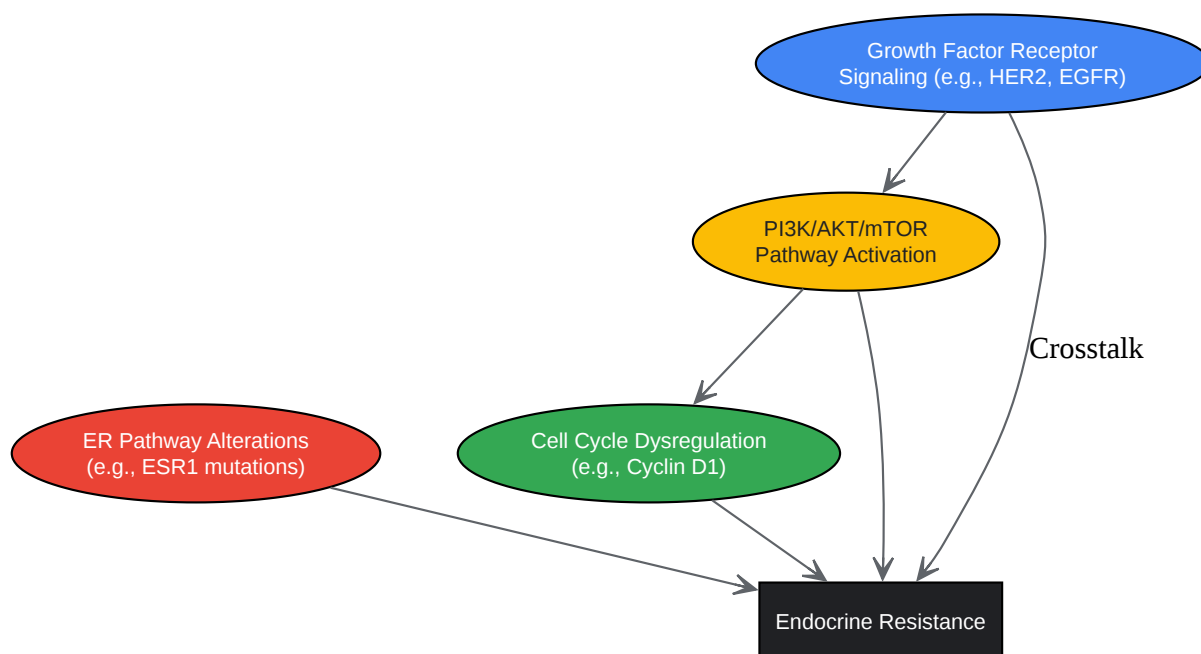 Growth Factor Receptor
Signaling (e.g., HER2, EGFR)
PI3K/AKT/mTOR
Pathway Activation
Crosstalk
ER Pathway Alterations
(e.g., ESR1 mutations)
Cell Cycle Dysregulation
(e.g., Cyclin D1)
Endocrine Resistance